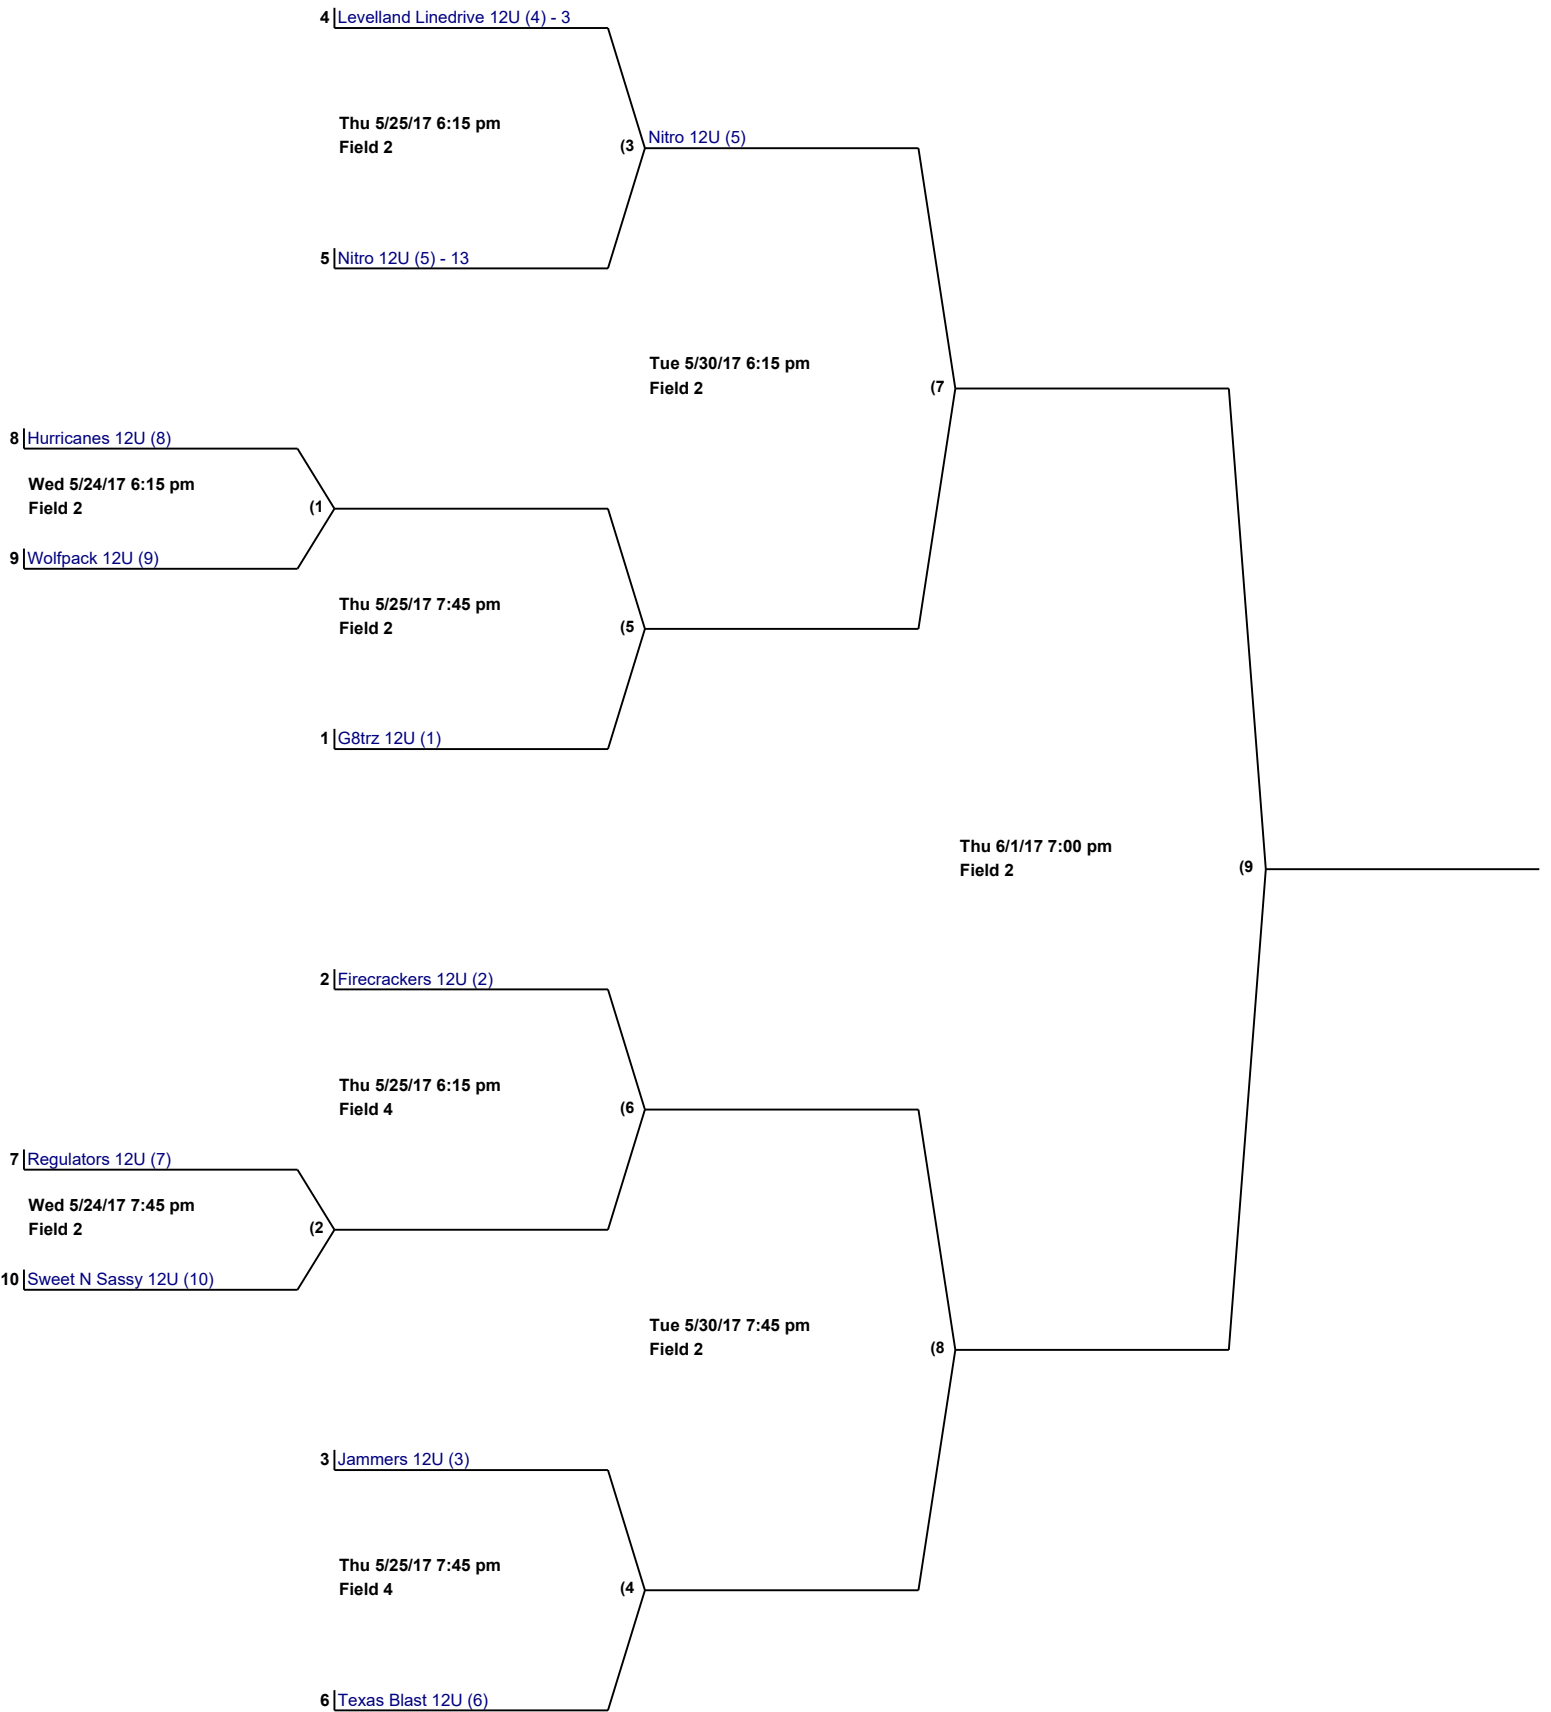 4 Levelland Linedrive 12U (4) - 3
Thu 5/25/17 6:15 pm
Field 2
(3
Nitro 12U (5)
5 Nitro 12U (5) - 13
Tue 5/30/17 6:15 pm
Field 2
(7
8 Hurricanes 12U (8)
Wed 5/24/17 6:15 pm
Field 2
(1
9 Wolfpack 12U (9)
Thu 5/25/17 7:45 pm
Field 2
(5
1 G8trz 12U (1)
Thu 6/1/17 7:00 pm
Field 2
(9
2 Firecrackers 12U (2)
Thu 5/25/17 6:15 pm
Field 4
(6
7 Regulators 12U (7)
Wed 5/24/17 7:45 pm
Field 2
(2
10 Sweet N Sassy 12U (10)
Tue 5/30/17 7:45 pm
Field 2
(8
3 Jammers 12U (3)
Thu 5/25/17 7:45 pm
Field 4
(4
6 Texas Blast 12U (6)